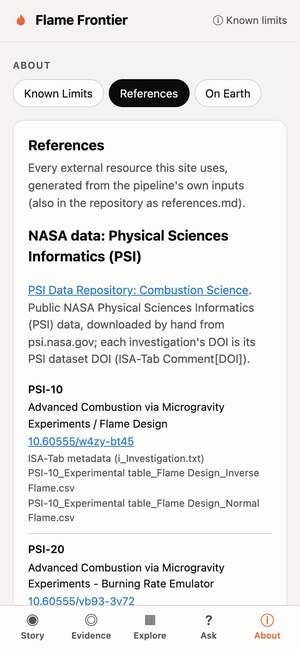 Flame Frontier
ⓘ Known limits
ABOUT
Known Limits
References
On Earth
References
Every external resource this site uses,
generated from the pipeline's own inputs
(also in the repository as references.md).
NASA data: Physical Sciences
Informatics (PSI)
PSI Data Repository: Combustion Science.
Public NASA Physical Sciences Informatics
(PSI) data, downloaded by hand from
psi.nasa.gov; each investigation's DOI is its
PSI dataset DOI (ISA-Tab Comment[DOI]).
PSI-10
Advanced Combustion via Microgravity
Experiments / Flame Design
10.60555/w4zy-bt45
ISA-Tab metadata (i_Investigation.txt)
PSI-10_Experimental table_Flame Design_Inverse
Flame.csv
PSI-10_Experimental table_Flame Design_Normal
Flame.csv
PSI-20
Advanced Combustion via Microgravity
Experiments - Burning Rate Emulator
10.60555/vb93-3v72
Story
Evidence
Explore
Ask
About